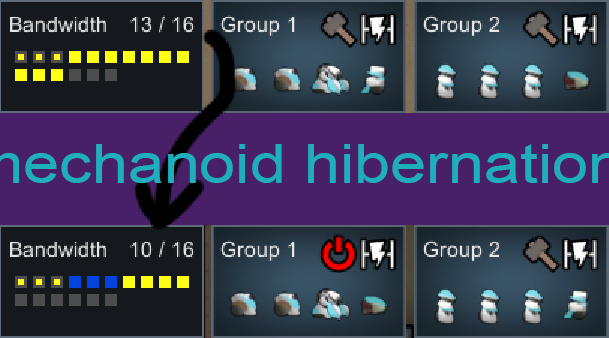 Bandwidth 13 / 16 Group 1 Group 2
mechanoid hibernation
Bandwidth 10 / 16 Group 1 Group 2